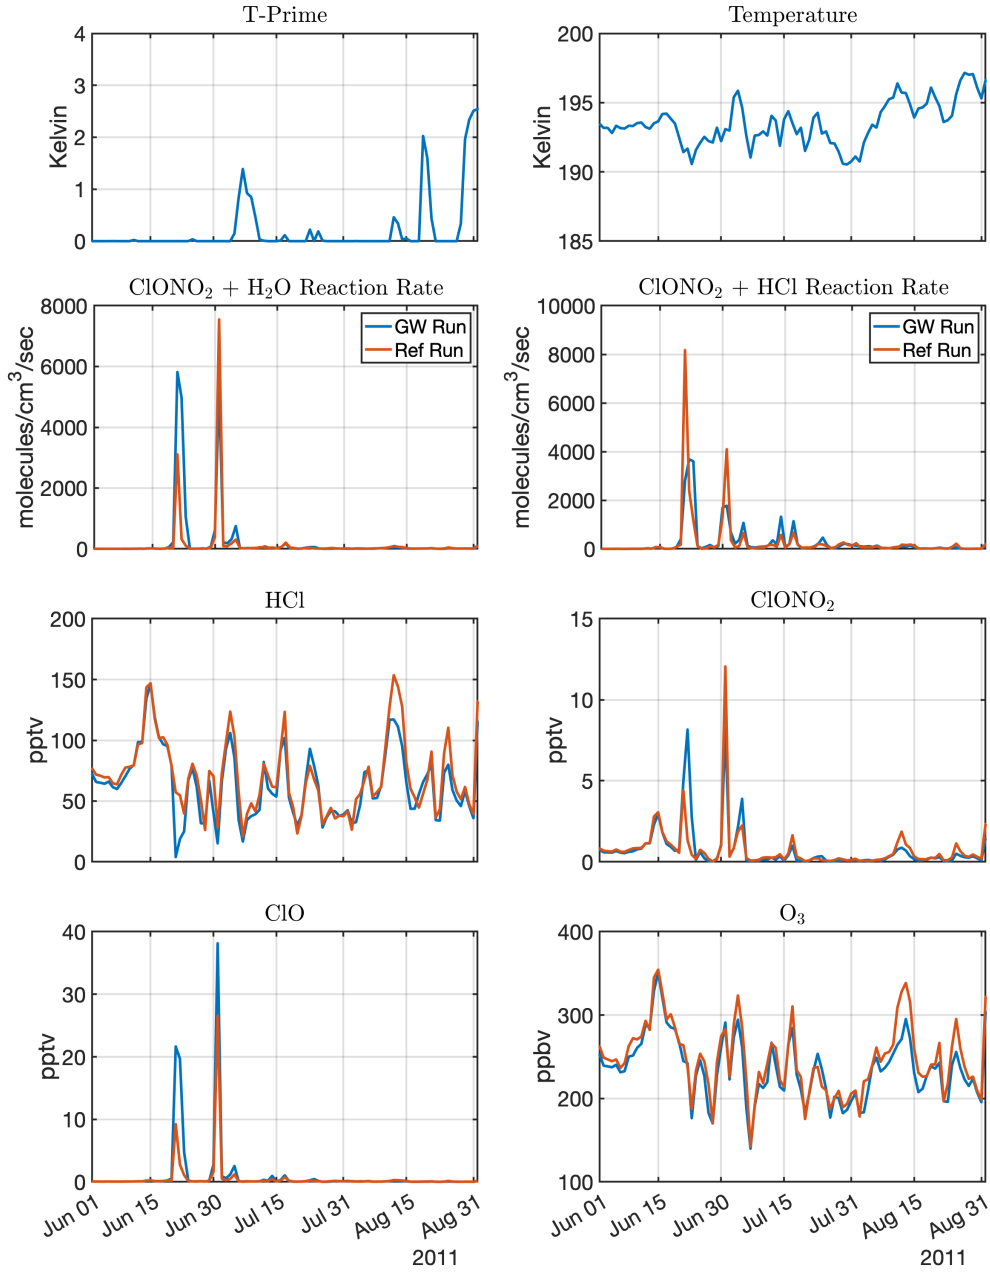 T-Prime
4
3
2
1
0
Kelvin
Temperature
200
195
190
185
Kelvin
ClONO₂ + H₂O Reaction Rate
8000
6000
4000
2000
0
molecules/cm³/sec
GW Run
Ref Run
ClONO₂ + HCl Reaction Rate
10000
8000
6000
4000
2000
0
molecules/cm³/sec
GW Run
Ref Run
HCl
200
150
100
50
0
pptv
ClONO₂
15
10
5
0
pptv
ClO
40
30
20
10
0
pptv
Jun 01 Jun 15 Jun 30 Jul 15 Jul 31 Aug 15 Aug 31
2011
O₃
400
300
200
100
ppbv
Jun 01 Jun 15 Jun 30 Jul 15 Jul 31 Aug 15 Aug 31
2011